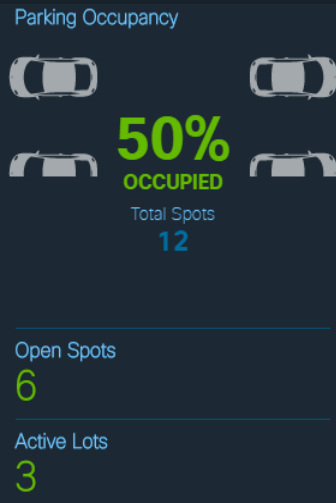 Parking Occupancy
50%
OCCUPIED
Total Spots
12
Open Spots
6
Active Lots
3